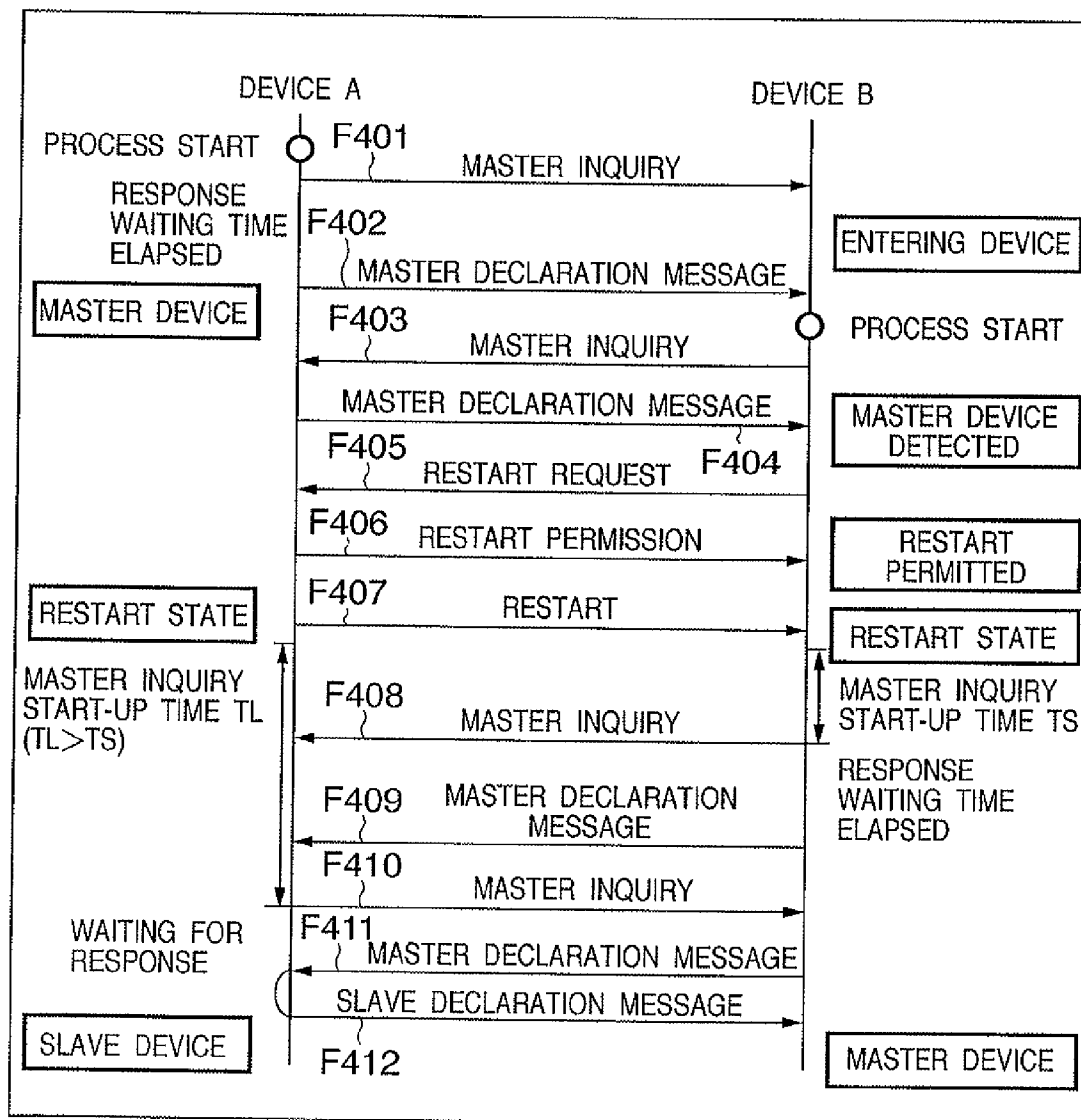 DEVICE A
DEVICE B
PROCESS START
F401
MASTER INQUIRY
RESPONSE
WAITING TIME
ELAPSED
F402
ENTERING DEVICE
MASTER DECLARATION MESSAGE
MASTER DEVICE
F403
PROCESS START
MASTER INQUIRY
MASTER DECLARATION MESSAGE
MASTER DEVICE
DETECTED
F404
F405
RESTART REQUEST
F406
RESTART PERMISSION
RESTART
PERMITTED
F407
RESTART
RESTART STATE
RESTART STATE
MASTER INQUIRY
START-UP TIME TL
(TL>TS)
F408
MASTER INQUIRY
MASTER INQUIRY
START-UP TIME TS
RESPONSE
WAITING TIME
ELAPSED
F409
MASTER DECLARATION
MESSAGE
F410
MASTER INQUIRY
WAITING FOR
RESPONSE
F411
MASTER DECLARATION MESSAGE
SLAVE DECLARATION MESSAGE
SLAVE DEVICE
F412
MASTER DEVICE